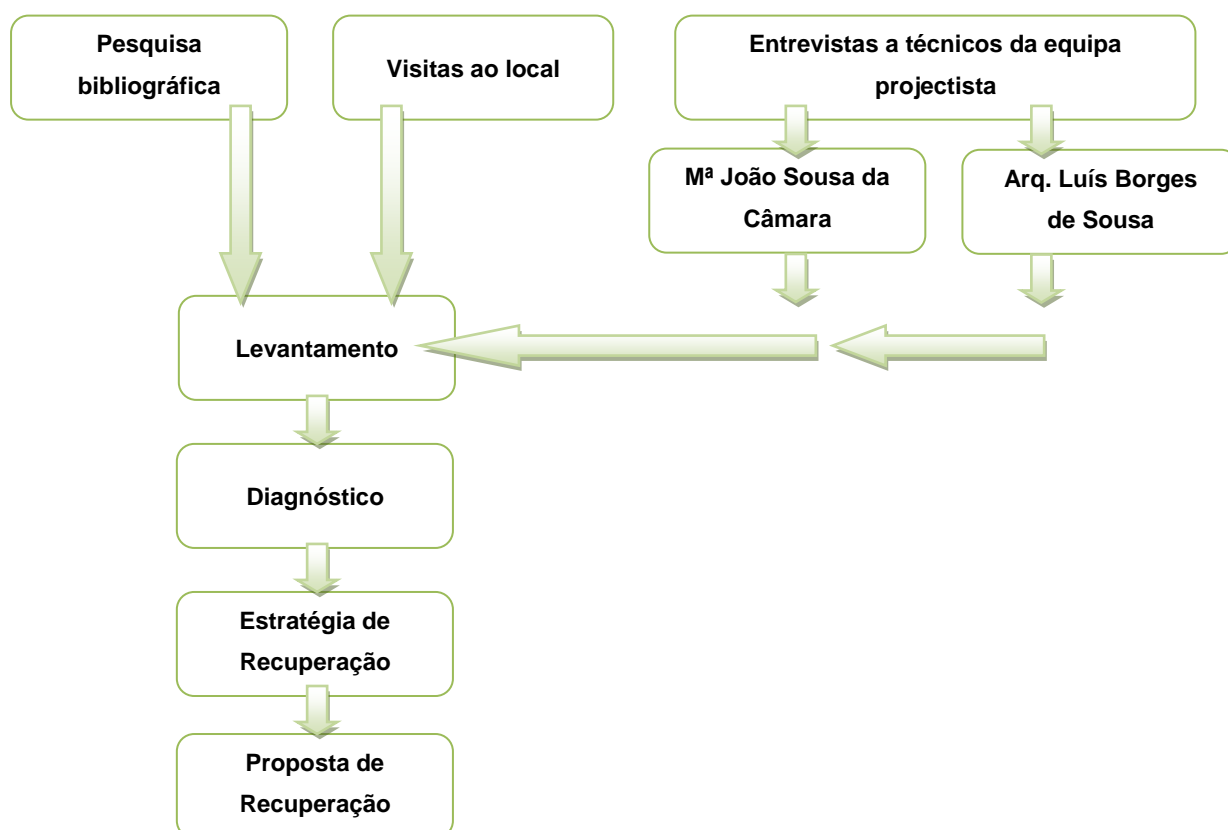 Pesquisa
bibliográfica
Visitas ao local
Entrevistas a técnicos da equipa
projectista
Mª João Sousa da
Câmara
Arq. Luís Borges
de Sousa
Levantamento
Diagnóstico
Estratégia de
Recuperação
Proposta de
Recuperação